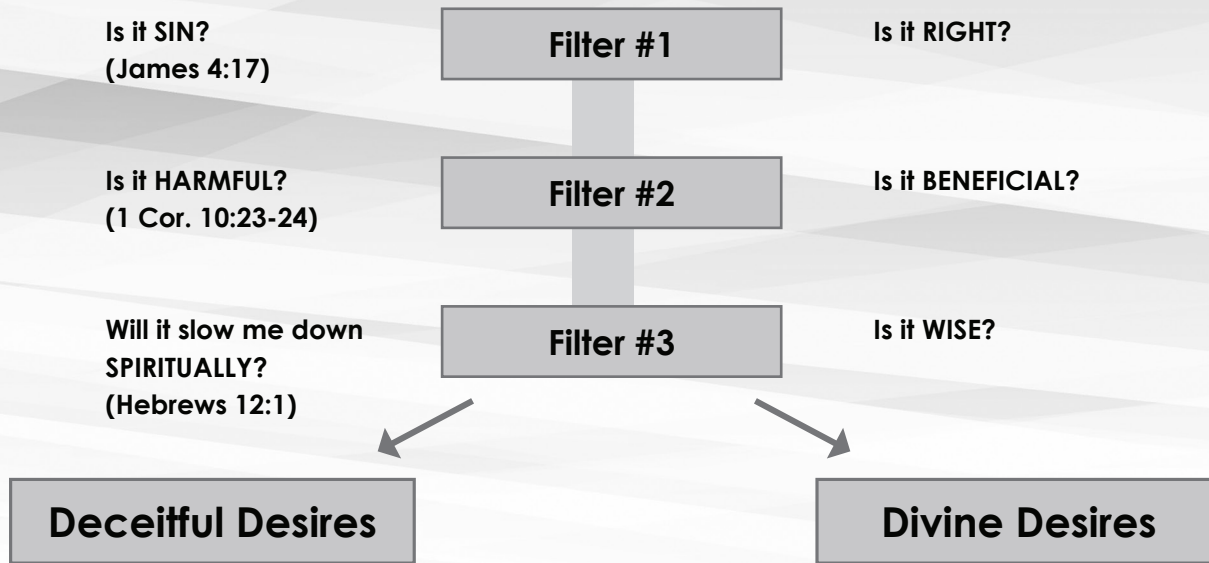 Is it SIN?
(James 4:17)
Filter #1
Is it RIGHT?
Is it HARMFUL?
(1 Cor. 10:23-24)
Filter #2
Is it BENEFICIAL?
Will it slow me down
SPIRITUALLY?
(Hebrews 12:1)
Filter #3
Is it WISE?
Deceitful Desires
Divine Desires